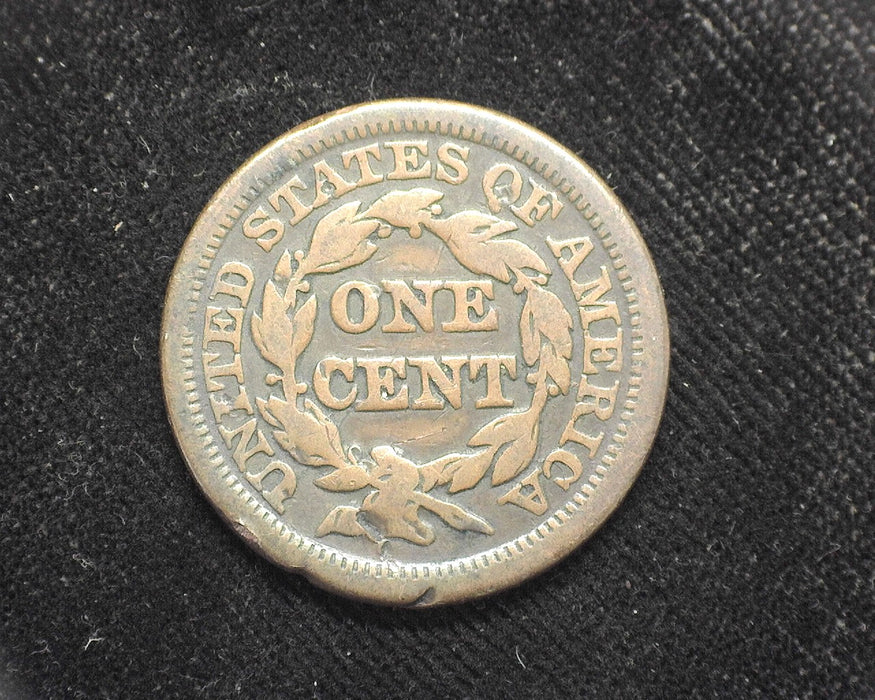 UNITED STATES OF AMERICA
ONE
CENT